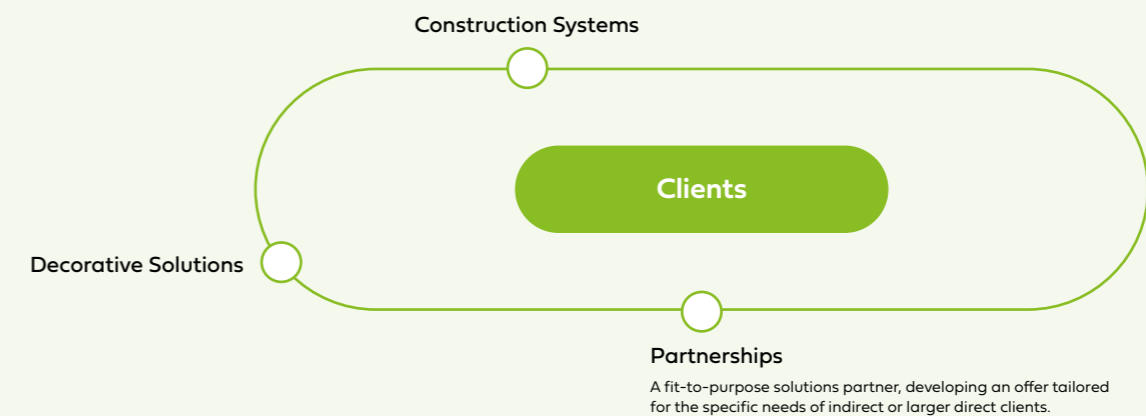 Construction Systems
Clients
Decorative Solutions
Partnerships
A fit-to-purpose solutions partner, developing an offer tailored
for the specific needs of indirect or larger direct clients.